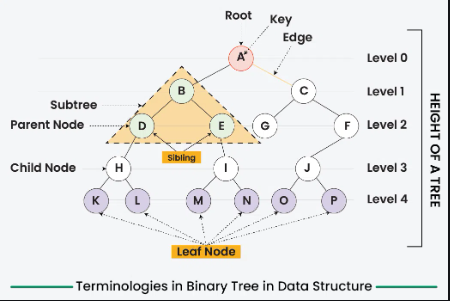 Root
Key
Edge
A
Level 0
B
C
Level 1
Subtree
Parent Node
D
E
G
F
Level 2
Sibling
Child Node
H
I
J
Level 3
K
L
M
N
O
P
Level 4
HEIGHT OF A TREE
Leaf Node
Terminologies in Binary Tree in Data Structure